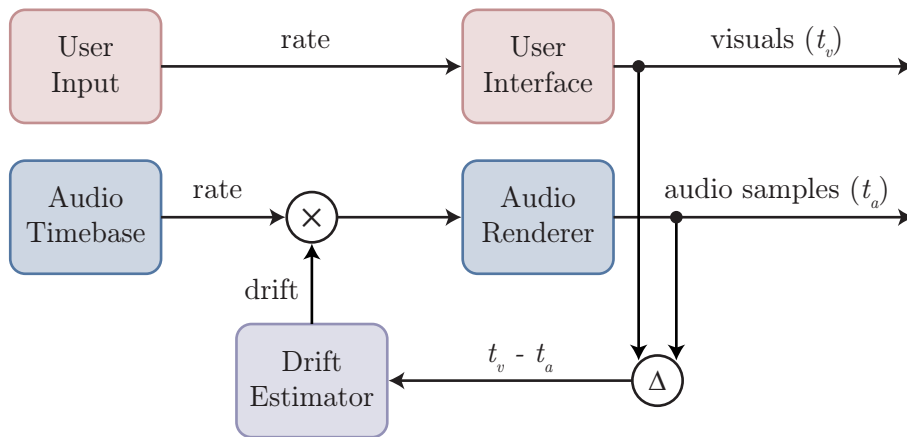 User
Input
rate
User
Interface
visuals (t_v)
Audio
Timebase
rate
×
Audio
Renderer
audio samples (t_a)
drift
Drift
Estimator
t_v - t_a
Δ